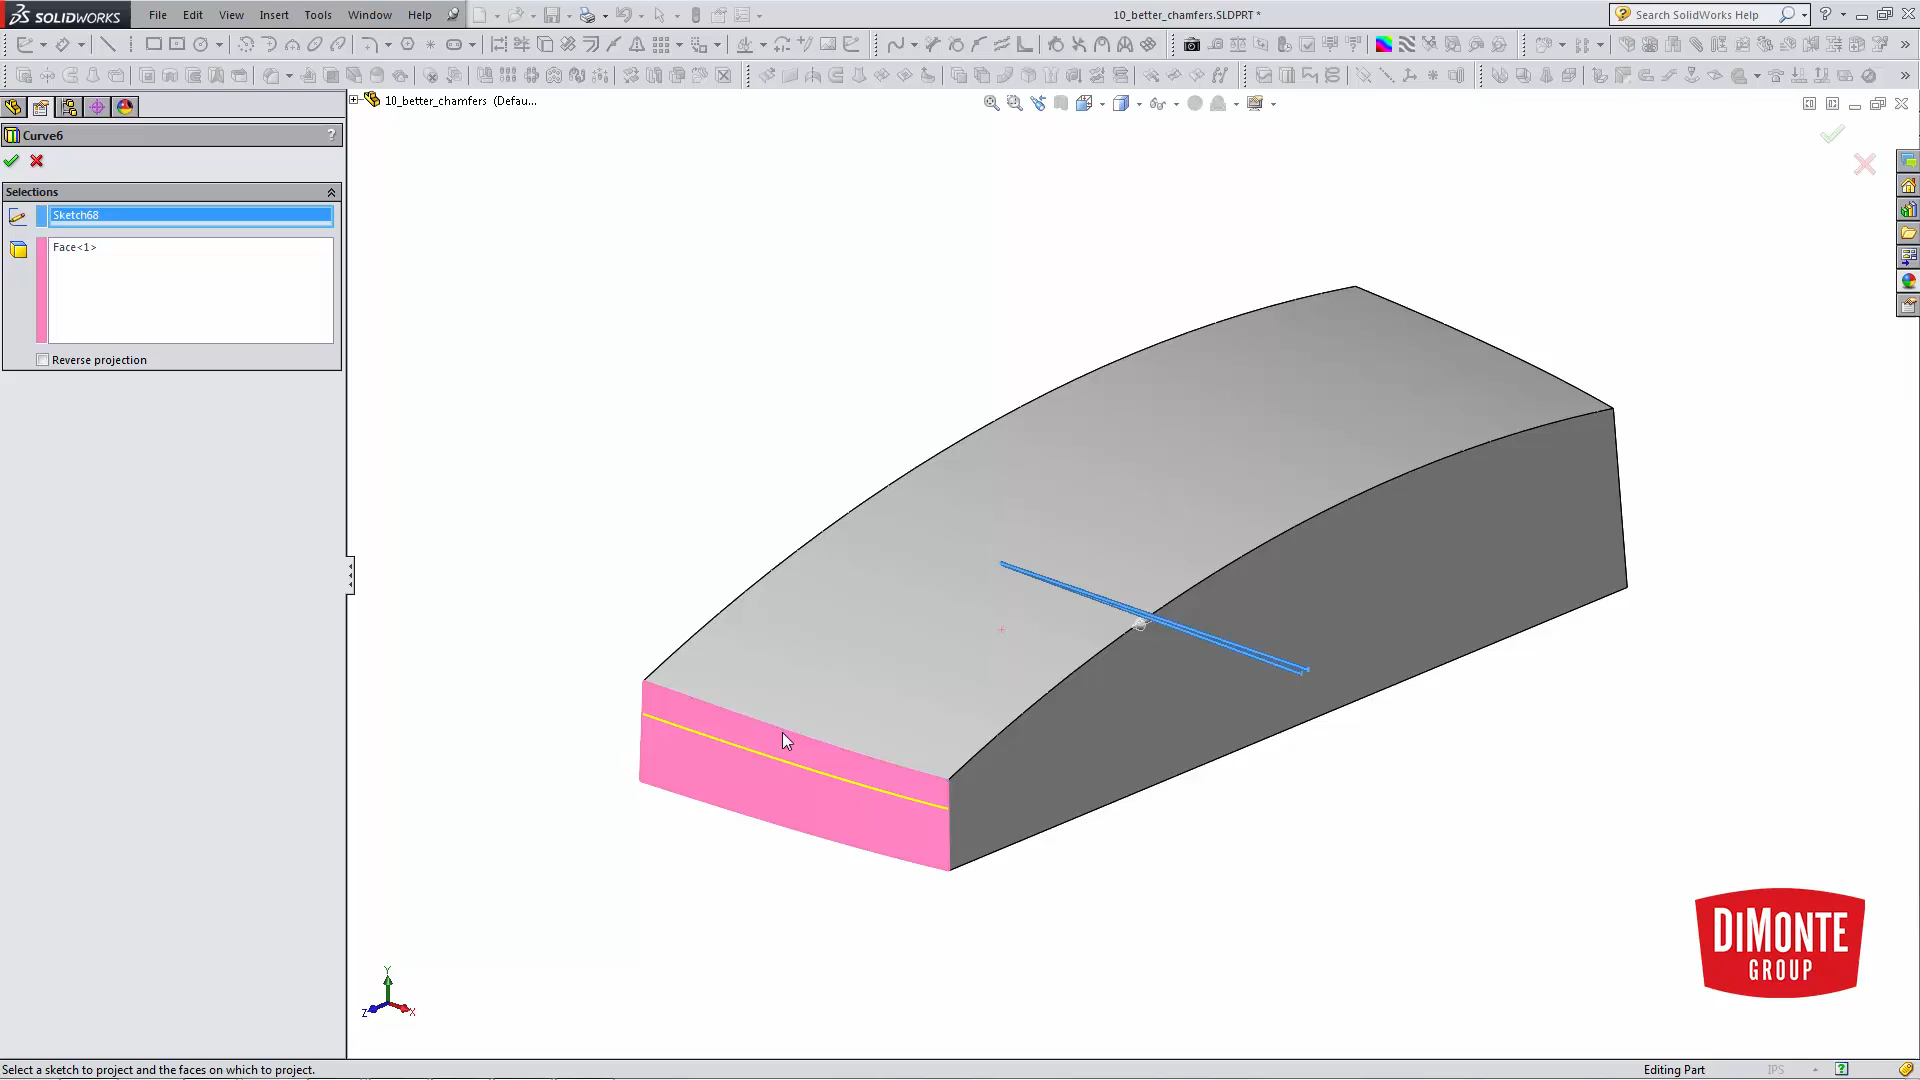 SOLIDWORKS
File Edit View Insert Tools Window Help
10_better_chamfers.SLDPRT *
Search SolidWorks Help
10_better_chamfers (Defau...
Curve6
?
Selections
Sketch68
Face<1>
Reverse projection
Y
Z
X
DIMONTE
GROUP
Select a sketch to project and the faces on which to project.
Editing Part
IPS